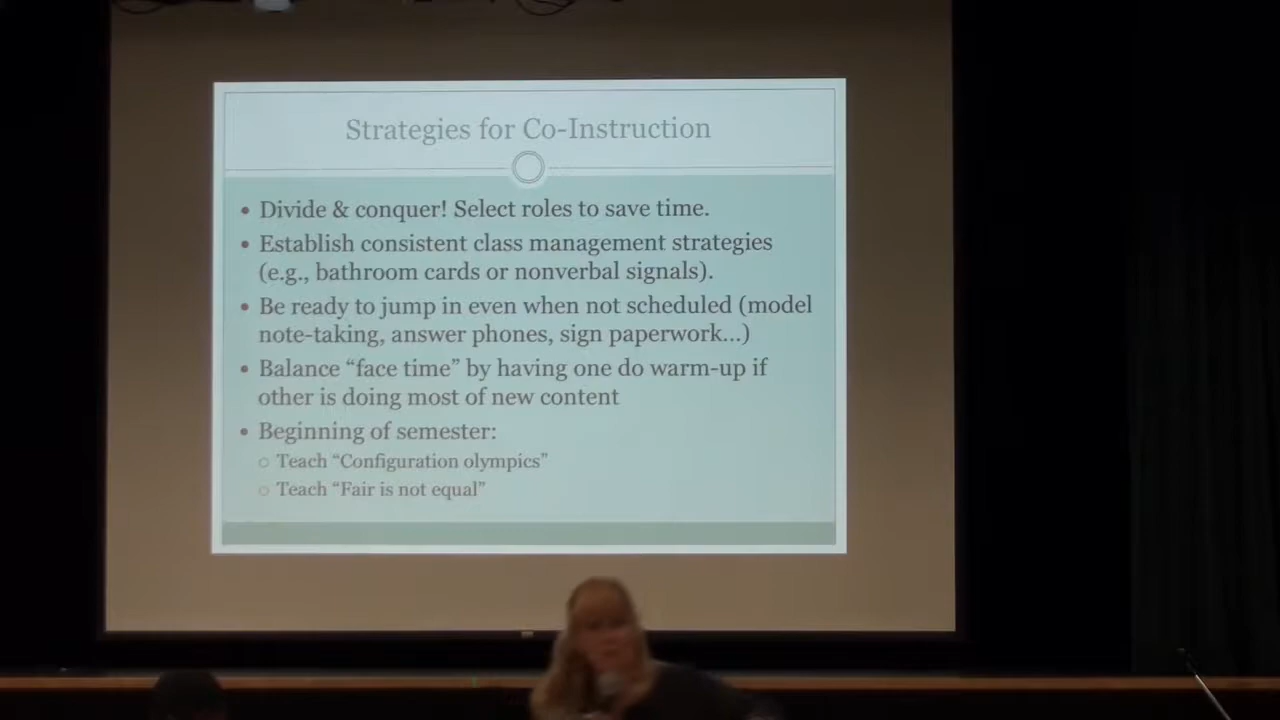 Strategies for Co-Instruction
• Divide & conquer! Select roles to save time.
• Establish consistent class management strategies
(e.g., bathroom cards or nonverbal signals).
• Be ready to jump in even when not scheduled (model
note-taking, answer phones, sign paperwork...)
• Balance “face time” by having one do warm-up if
other is doing most of new content
• Beginning of semester:
○ Teach “Configuration olympics”
○ Teach “Fair is not equal”